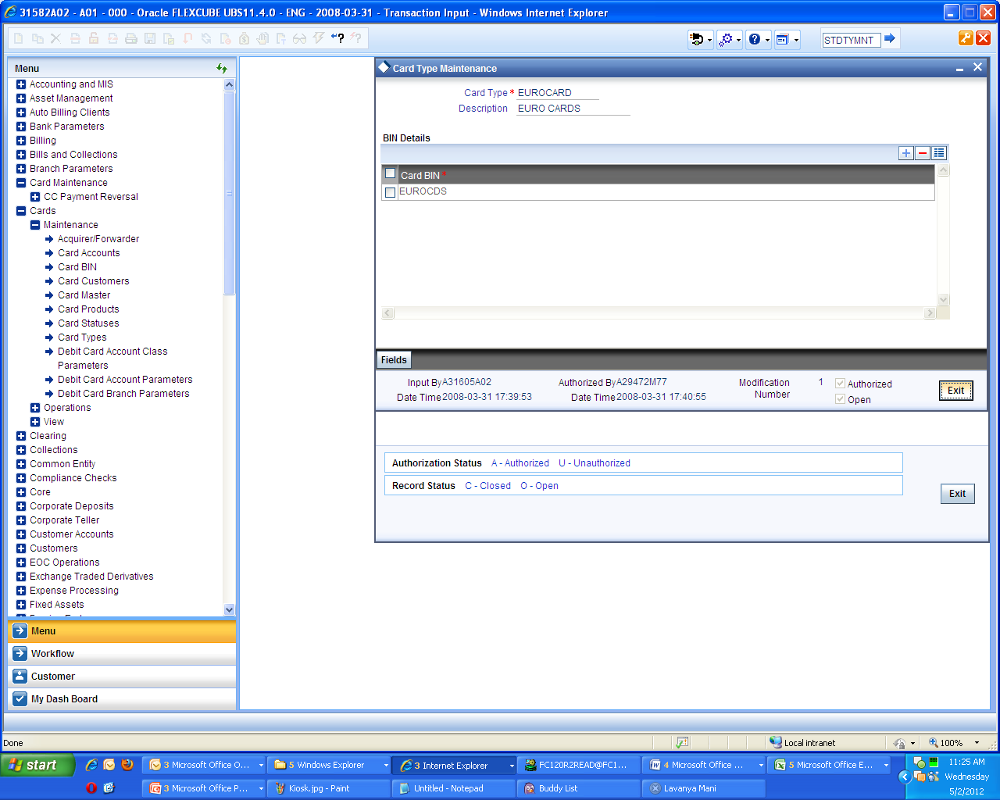 31582A02 - A01 - 000 - Oracle FLEXCUBE UBS11.4.0 - ENG - 2008-03-31 - Transaction Input - Windows Internet Explorer
STDTYMNT
Menu
Accounting and MIS
Asset Management
Auto Billing Clients
Bank Parameters
Billing
Bills and Collections
Branch Parameters
Card Maintenance
CC Payment Reversal
Cards
Maintenance
Acquirer/Forwarder
Card Accounts
Card BIN
Card Customers
Card Master
Card Products
Card Statuses
Card Types
Debit Card Account Class
Parameters
Debit Card Account Parameters
Debit Card Branch Parameters
Operations
View
Clearing
Collections
Common Entity
Compliance Checks
Core
Corporate Deposits
Corporate Teller
Customer Accounts
Customers
EOC Operations
Exchange Traded Derivatives
Expense Processing
Fixed Assets
Menu
Workflow
Customer
My Dash Board
Card Type Maintenance
Card Type * EUROCARD
Description EURO CARDS
BIN Details
Card BIN *
EUROCDS
Fields
Input By A31605A02 Authorized By A29472M77 Modification Number 1 Authorized
Date Time 2008-03-31 17:39:53 Date Time 2008-03-31 17:40:55 Open
Exit
Authorization Status A - Authorized U - Unauthorized
Record Status C - Closed O - Open
Exit
Done Local intranet 100%
start 3 Microsoft Office O... 5 Windows Explorer 3 Internet Explorer FC120R2READ@FC1... 4 Microsoft Office ... 5 Microsoft Office E... 11:25 AM
Wednesday
3 Microsoft Office P... Kiosk.jpg - Paint Untitled - Notepad Buddy List Lavanya Mani 5/2/2012